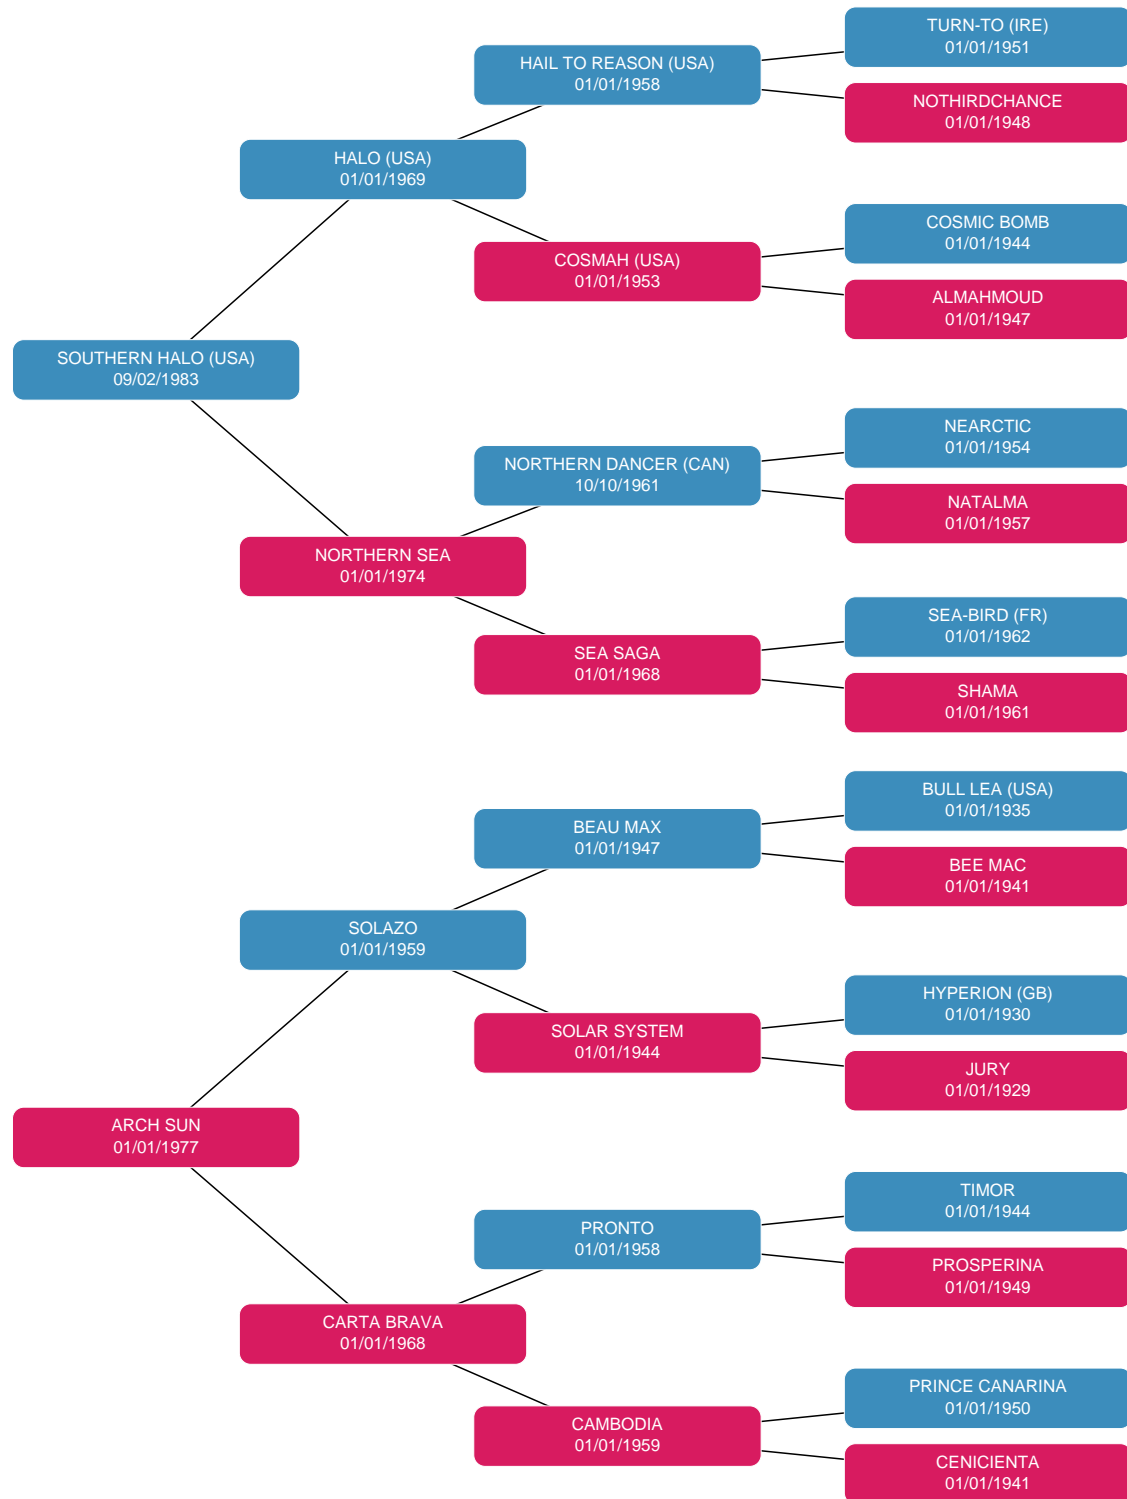 TURN-TO (IRE)
01/01/1951
HAIL TO REASON (USA)
01/01/1958
NOTHIRDCHANCE
01/01/1948
HALO (USA)
01/01/1969
COSMIC BOMB
01/01/1944
COSMAH (USA)
01/01/1953
ALMAHMOUD
01/01/1947
SOUTHERN HALO (USA)
09/02/1983
NEARCTIC
01/01/1954
NORTHERN DANCER (CAN)
10/10/1961
NATALMA
01/01/1957
NORTHERN SEA
01/01/1974
SEA-BIRD (FR)
01/01/1962
SEA SAGA
01/01/1968
SHAMA
01/01/1961
BULL LEA (USA)
01/01/1935
BEAU MAX
01/01/1947
BEE MAC
01/01/1941
SOLAZO
01/01/1959
HYPERION (GB)
01/01/1930
SOLAR SYSTEM
01/01/1944
JURY
01/01/1929
ARCH SUN
01/01/1977
TIMOR
01/01/1944
PRONTO
01/01/1958
PROSPERINA
01/01/1949
CARTA BRAVA
01/01/1968
PRINCE CANARINA
01/01/1950
CAMBODIA
01/01/1959
CENICIENTA
01/01/1941